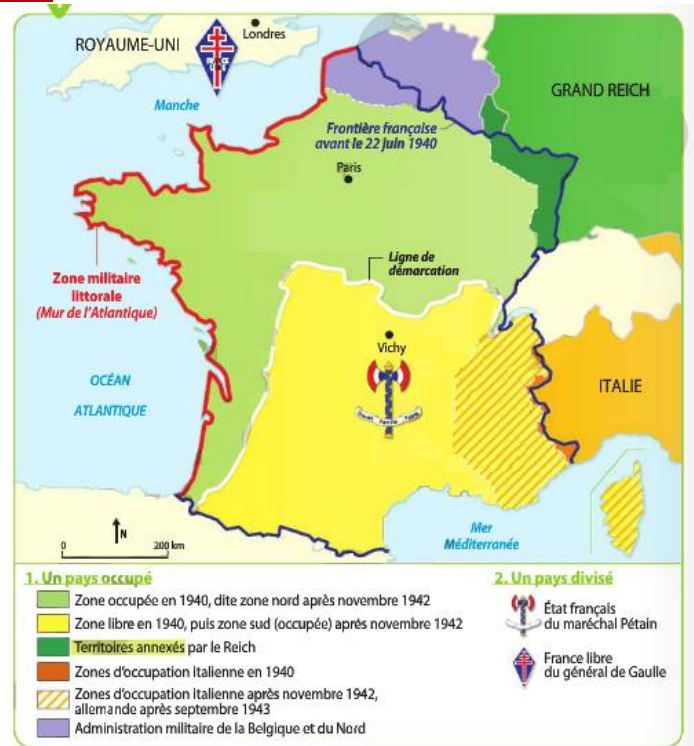 Londres
ROYAUME-UNI
FRANCE
LIBRE
GRAND REICH
Manche
Frontière française
avant le 22 juin 1940
Paris
Ligne de
démarcation
Zone militaire
littorale
(Mur de l'Atlantique)
Vichy
OCÉAN
ATLANTIQUE
ITALIE
Travail Famille Patrie
Mer
Méditerranée
N
0 200 km
1. Un pays occupé
Zone occupée en 1940, dite zone nord après novembre 1942
Zone libre en 1940, puis zone sud (occupée) après novembre 1942
Territoires annexés par le Reich
Zones d'occupation italienne en 1940
Zones d'occupation italienne après novembre 1942,
allemande après septembre 1943
Administration militaire de la Belgique et du Nord
2. Un pays divisé
État français
du maréchal Pétain
France libre
du général de Gaulle